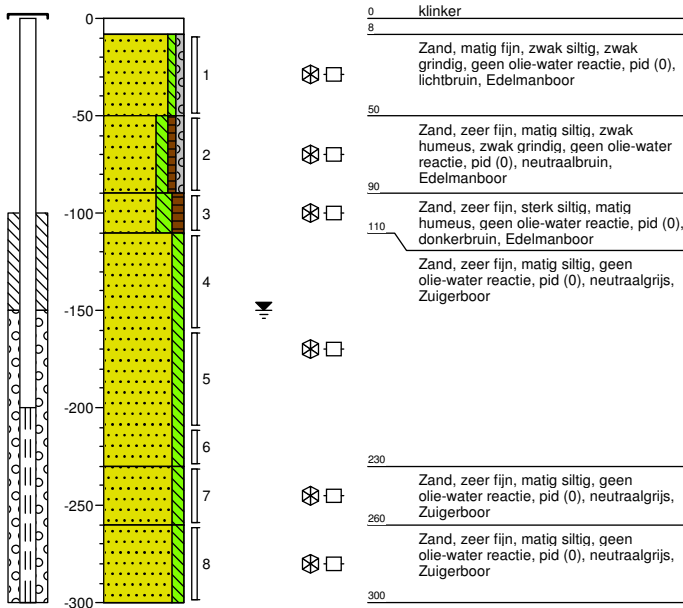 0
-50
-100
-150
-200
-250
-300
1
2
3
4
5
6
7
8
0 klinker
8
Zand, matig fijn, zwak siltig, zwak
grindig, geen olie-water reactie, pid (0),
lichtbruin, Edelmanboor
50
Zand, zeer fijn, matig siltig, zwak
humeus, zwak grindig, geen olie-water
reactie, pid (0), neutraalbruin,
Edelmanboor
90
Zand, zeer fijn, sterk siltig, matig
humeus, geen olie-water reactie, pid (0),
donkerbruin, Edelmanboor
110
Zand, zeer fijn, matig siltig, geen
olie-water reactie, pid (0), neutraalgrijs,
Zuigerboor
230
Zand, zeer fijn, matig siltig, geen
olie-water reactie, pid (0), neutraalgrijs,
Zuigerboor
260
Zand, zeer fijn, matig siltig, geen
olie-water reactie, pid (0), neutraalgrijs,
Zuigerboor
300